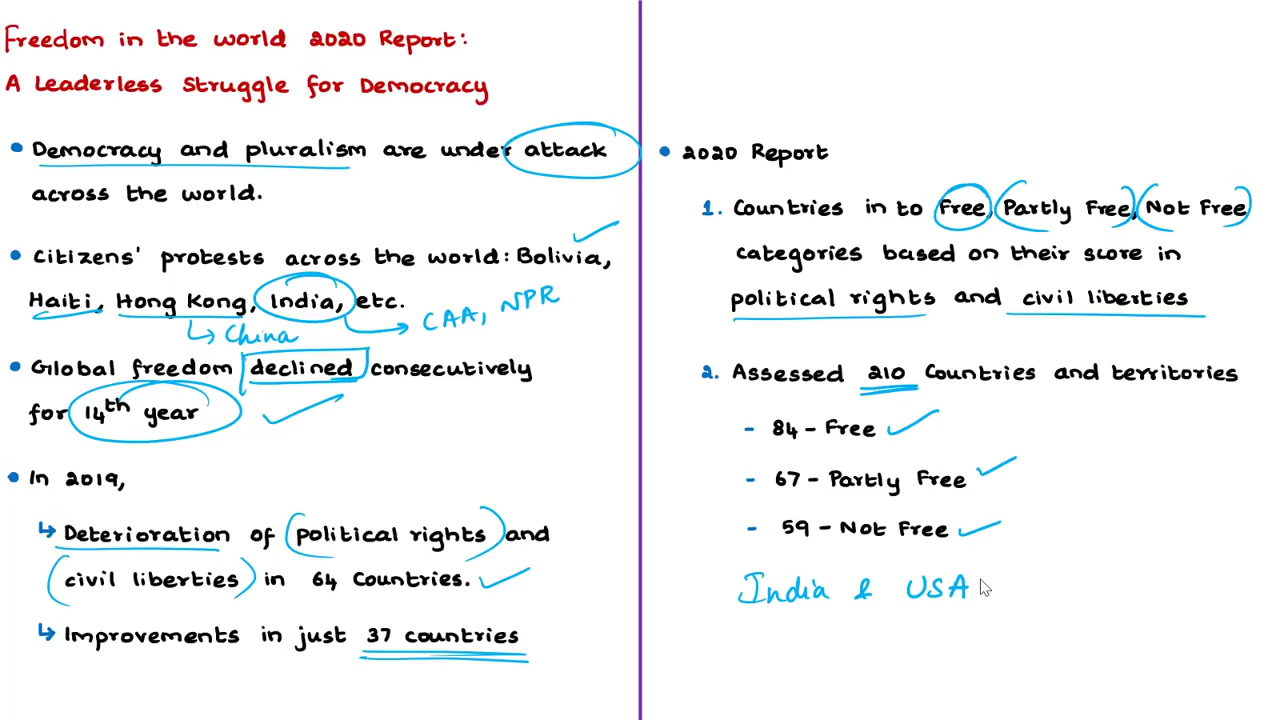 Freedom in the world 2020 Report:
A Leaderless Struggle for Democracy
• Democracy and pluralism are under attack
across the world.
• Citizens' protests across the world: Bolivia,
Haiti, Hong Kong, India, etc.
↳ China
→ CAA, NPR
• Global freedom declined consecutively
for 14th year
• In 2019,
↳ Deterioration of (political rights) and
(civil liberties) in 64 Countries.
↳ Improvements in just 37 countries
• 2020 Report
1. Countries in to Free, (Partly Free), (Not Free)
categories based on their score in
political rights and civil liberties
2. Assessed 210 Countries and territories
- 84 - Free
- 67 - Partly Free
- 59 - Not Free
India & USA